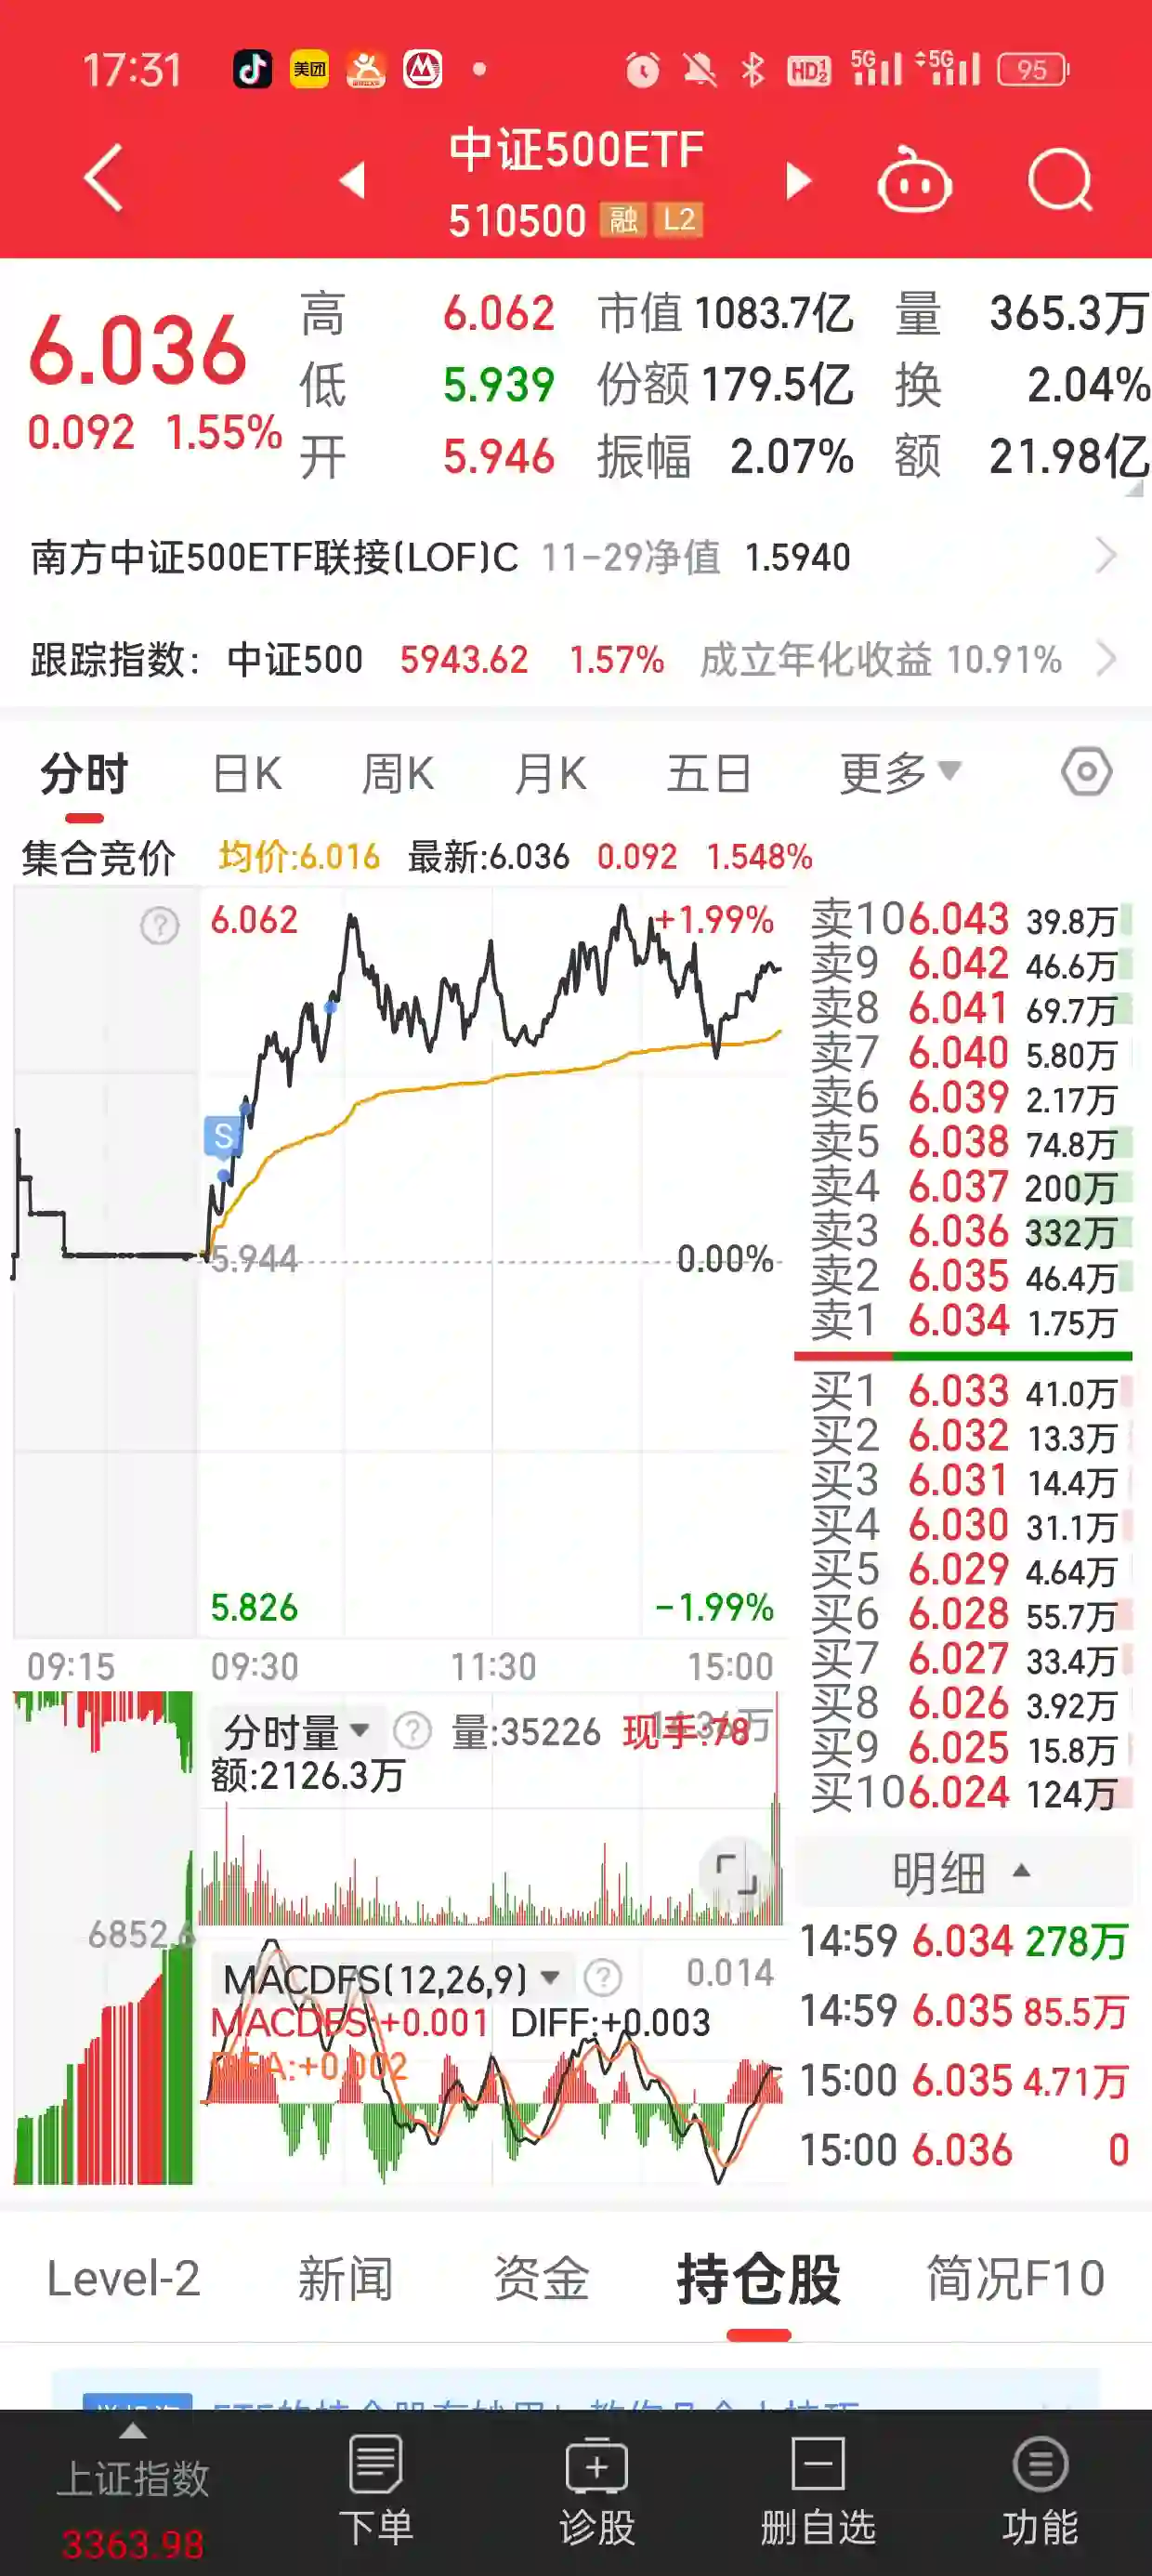 17:31 美团 HD 1 2 5G 5G 95
中证500ETF
510500 融 L2
6.036
0.092 1.55%
高 6.062 市值 1083.7亿 量 365.3万
低 5.939 份额 179.5亿 换 2.04%
开 5.946 振幅 2.07% 额 21.98亿
南方中证500ETF联接(LOF)C 11-29净值 1.5940
跟踪指数: 中证500 5943.62 1.57% 成立年化收益 10.91%
分时 日K 周K 月K 五日 更多
集合竞价 均价:6.016 最新:6.036 0.092 1.548%
? 6.062 +1.99%
S
5.944 0.00%
5.826 -1.99%
09:15 09:30 11:30 15:00
卖10 6.043 39.8万
卖9 6.042 46.6万
卖8 6.041 69.7万
卖7 6.040 5.80万
卖6 6.039 2.17万
卖5 6.038 74.8万
卖4 6.037 200万
卖3 6.036 332万
卖2 6.035 46.4万
卖1 6.034 1.75万
买1 6.033 41.0万
买2 6.032 13.3万
买3 6.031 14.4万
买4 6.030 31.1万
买5 6.029 4.64万
买6 6.028 55.7万
买7 6.027 33.4万
买8 6.026 3.92万
买9 6.025 15.8万
买10 6.024 124万
分时量 ? 量:35226 现手:78
额:2126.3万
6852.6
MACDFS(12,26,9) ? 0.014
MACDFS:+0.001 DIFF:+0.003
DEA:+0.002
明细
14:59 6.034 278万
14:59 6.035 85.5万
15:00 6.035 4.71万
15:00 6.036 0
Level-2 新闻 资金 持仓股 简况F10
上证指数 下单 诊股 删自选 功能
3363.98